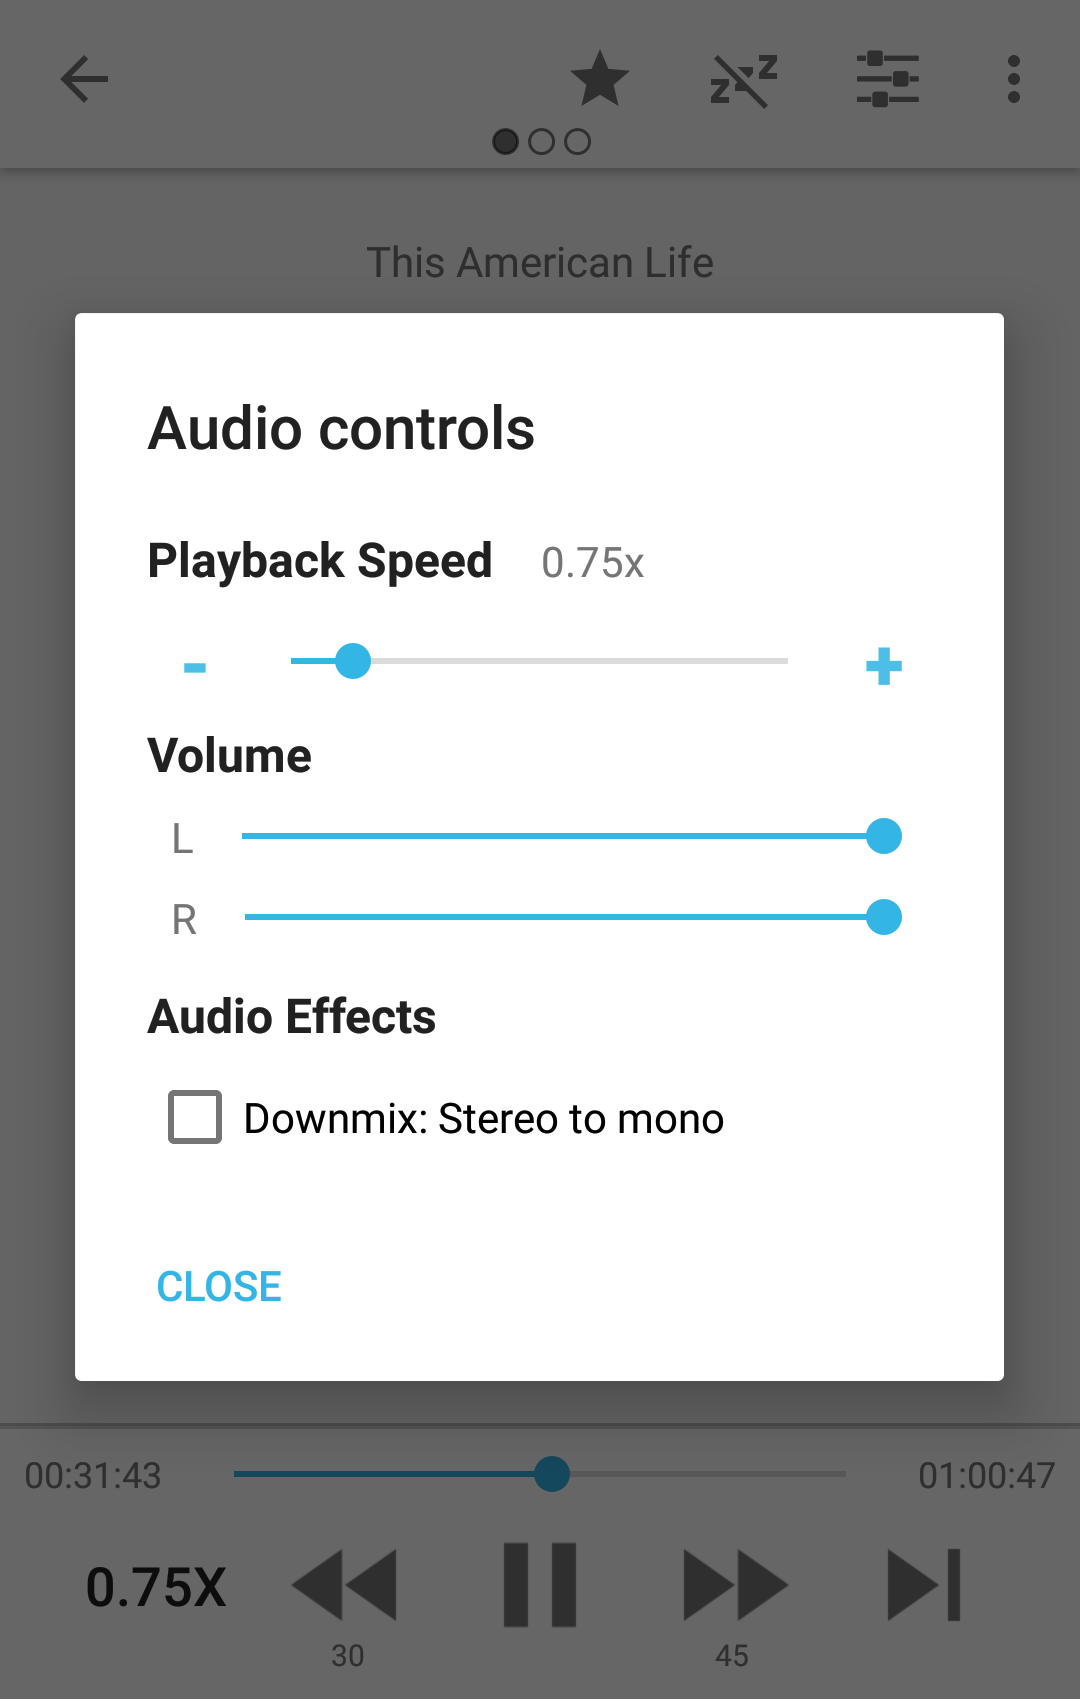 This American Life
Audio controls
Playback Speed 0.75x
- +
Volume
L
R
Audio Effects
Downmix: Stereo to mono
CLOSE
00:31:43 01:00:47
0.75X
30 45